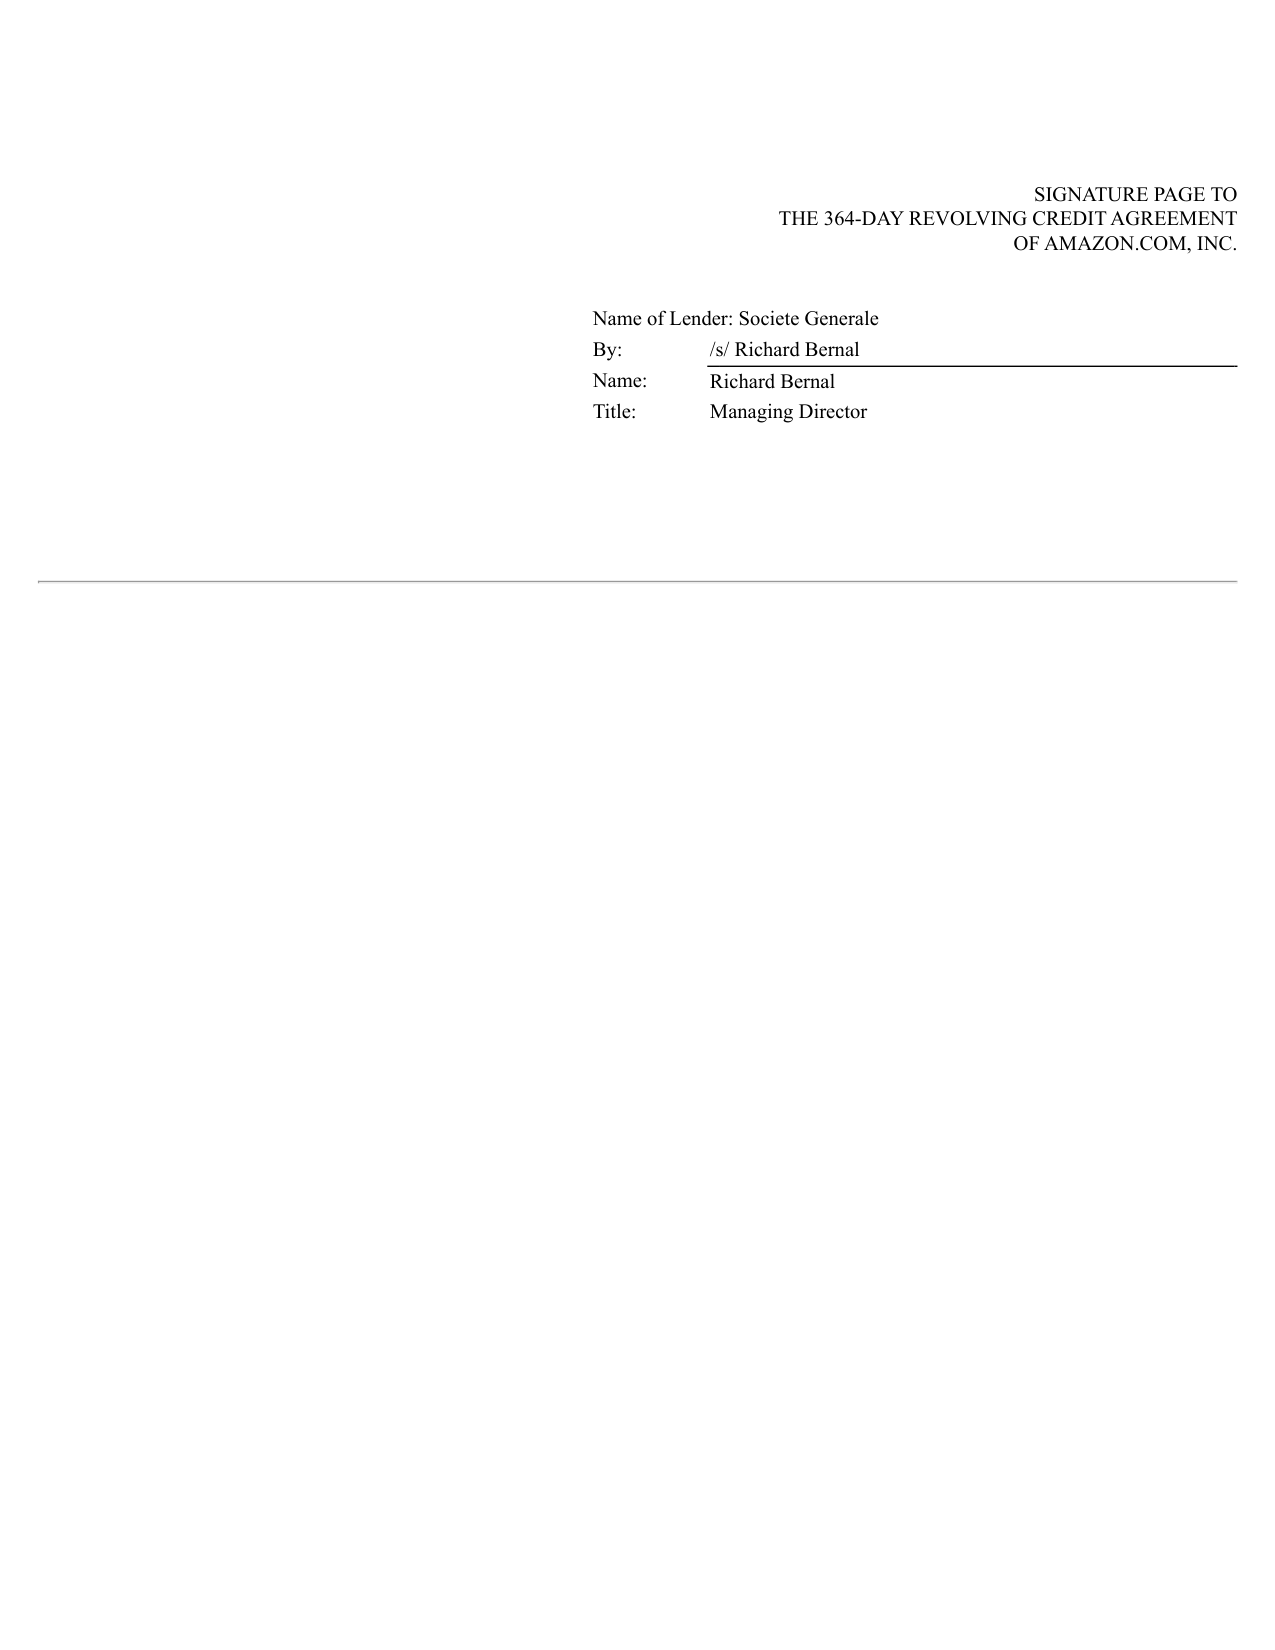 SIGNATURE PAGE TO
THE 364-DAY REVOLVING CREDIT AGREEMENT
OF AMAZON.COM, INC.
Name of Lender: Societe Generale
By: /s/ Richard Bernal
Name: Richard Bernal
Title: Managing Director